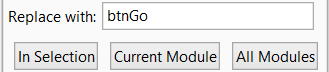 Replace with: btnGo
In Selection Current Module All Modules